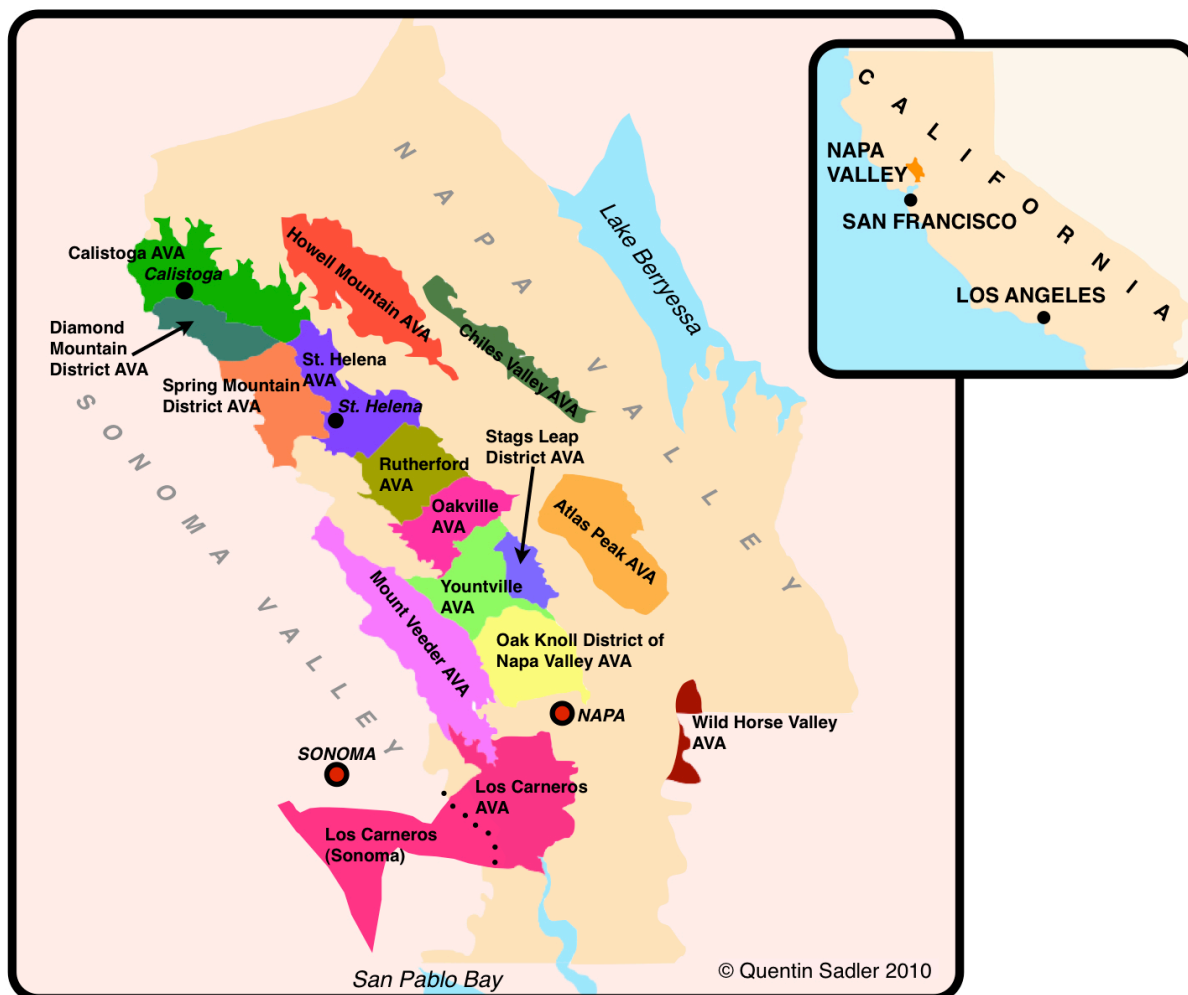 NAPA VALLEY
Lake Berryessa
Calistoga AVA
Calistoga
Howell Mountain AVA
Chiles Valley AVA
Diamond
Mountain
District AVA
St. Helena
AVA
Spring Mountain
District AVA
St. Helena
Stags Leap
District AVA
Rutherford
AVA
Oakville
AVA
Atlas Peak AVA
SONOMA VALLEY
Mount Veeder AVA
Yountville
AVA
Oak Knoll District of
Napa Valley AVA
NAPA
Wild Horse Valley
AVA
SONOMA
Los Carneros
AVA
Los Carneros
(Sonoma)
San Pablo Bay
© Quentin Sadler 2010
CALIFORNIA
NAPA
VALLEY
SAN FRANCISCO
LOS ANGELES